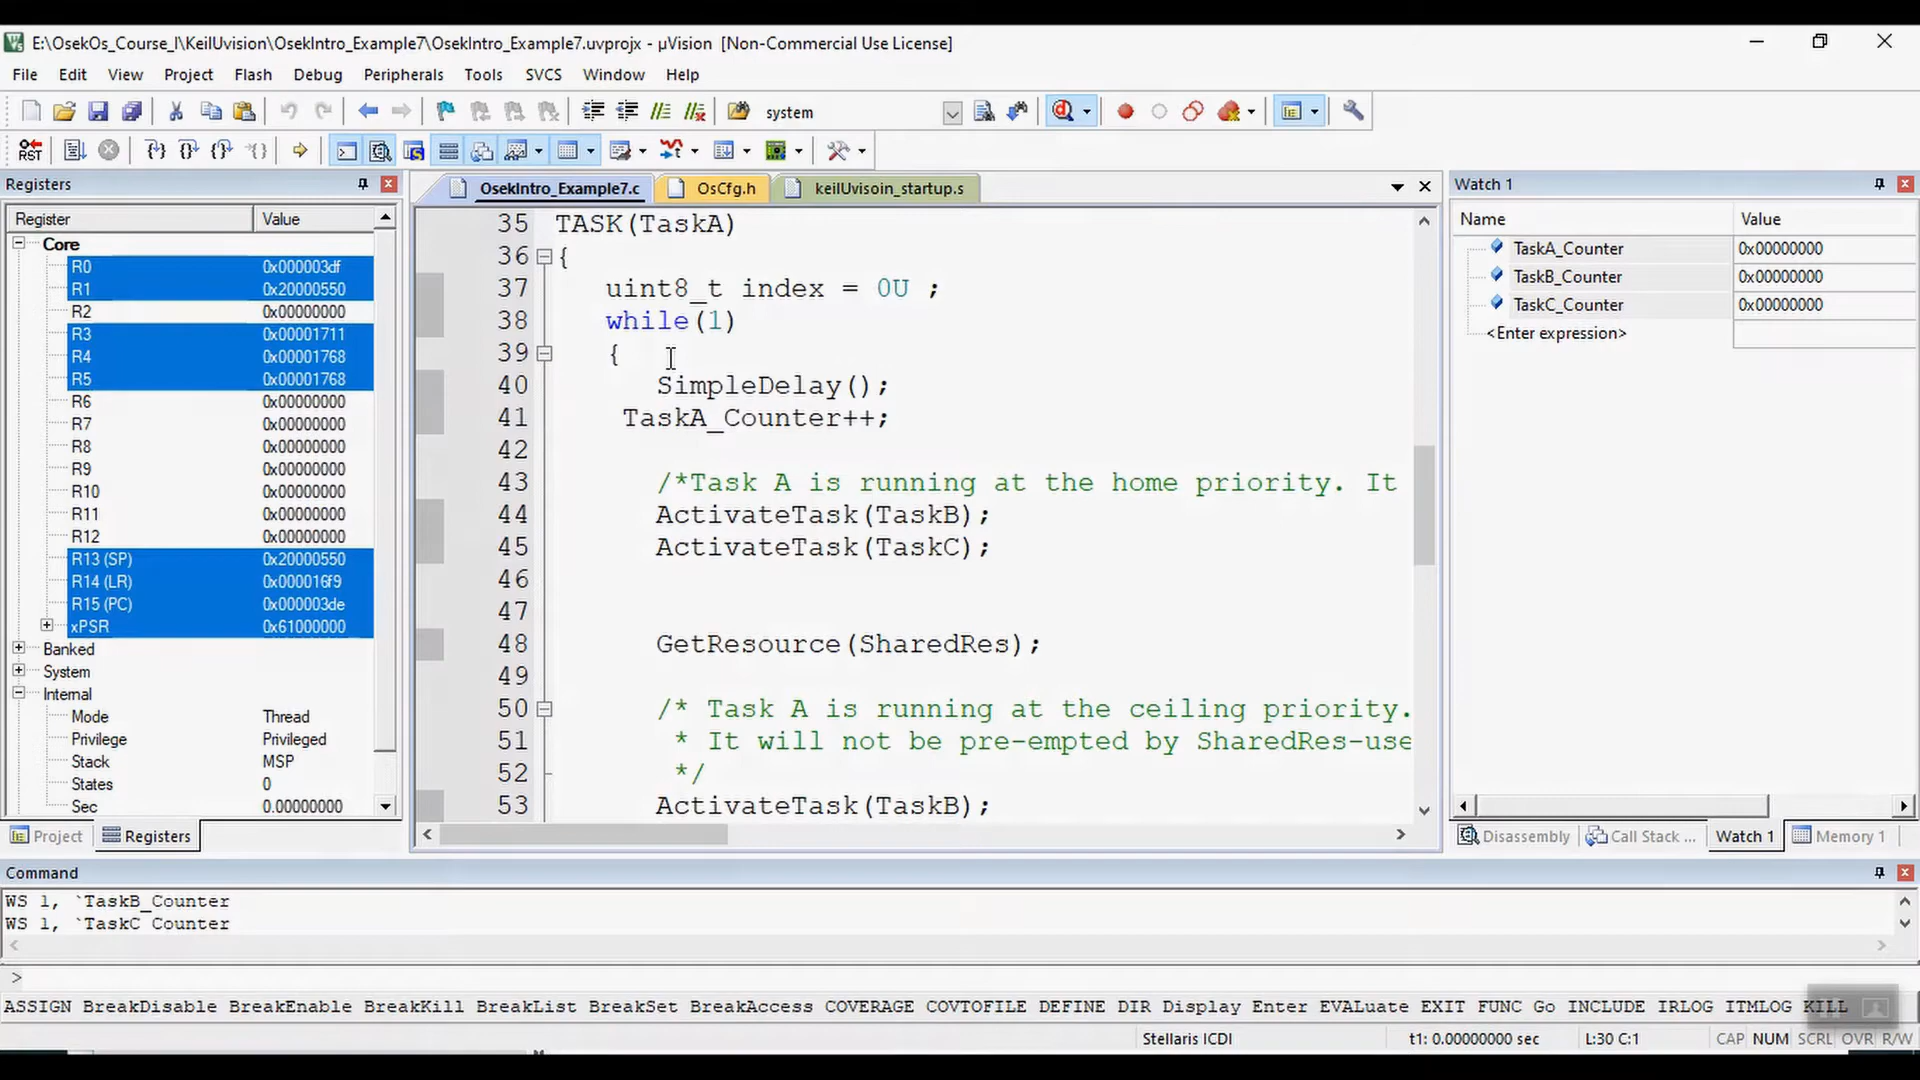 E:\OsekOs_Course_I\KeilUvision\OsekIntro_Example7\OsekIntro_Example7.uvprojx - µVision [Non-Commercial Use License]
File Edit View Project Flash Debug Peripherals Tools SVCS Window Help
system
RST
Registers
Register Value
Core
R0 0x000003df
R1 0x20000550
R2 0x00000000
R3 0x00001711
R4 0x00001768
R5 0x00001768
R6 0x00000000
R7 0x00000000
R8 0x00000000
R9 0x00000000
R10 0x00000000
R11 0x00000000
R12 0x00000000
R13 (SP) 0x20000550
R14 (LR) 0x000016f9
R15 (PC) 0x000003de
xPSR 0x61000000
Banked
System
Internal
Mode Thread
Privilege Privileged
Stack MSP
States 0
Sec 0.00000000
Project Registers
OsekIntro_Example7.c OsCfg.h keilUvisoin_startup.s
35 TASK(TaskA)
36 {
37 uint8_t index = 0U ;
38 while(1)
39 {
40 SimpleDelay();
41 TaskA_Counter++;
42
43 /*Task A is running at the home priority. It
44 ActivateTask(TaskB);
45 ActivateTask(TaskC);
46
47
48 GetResource(SharedRes);
49
50 /* Task A is running at the ceiling priority.
51 * It will not be pre-empted by SharedRes-use
52 */
53 ActivateTask(TaskB);
Watch 1
Name Value
TaskA_Counter 0x00000000
TaskB_Counter 0x00000000
TaskC_Counter 0x00000000
<Enter expression>
Disassembly Call Stack ... Watch 1 Memory 1
Command
WS 1, `TaskB_Counter
WS 1, `TaskC_Counter
>
ASSIGN BreakDisable BreakEnable BreakKill BreakList BreakSet BreakAccess COVERAGE COVTOFILE DEFINE DIR Display Enter EVALuate EXIT FUNC Go INCLUDE IRLOG ITMLOG KILL
Stellaris ICDI t1: 0.00000000 sec L:30 C:1 CAP NUM SCRL OVR R/W